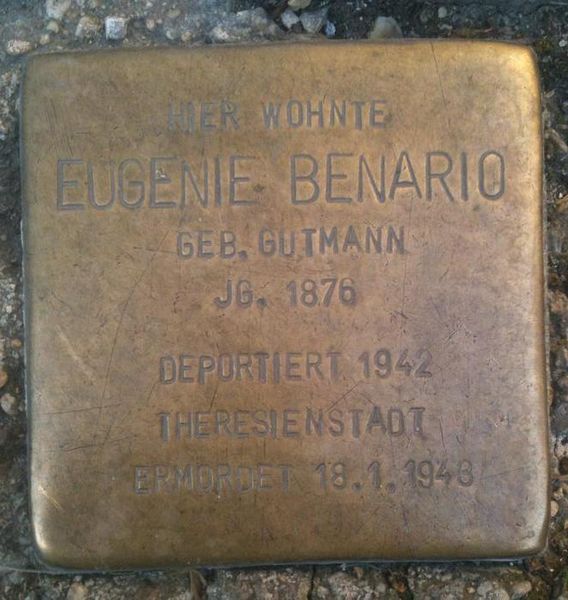 HIER WOHNTE
EUGENIE BENARIO
GEB. GUTMANN
JG. 1876
DEPORTIERT 1942
THERESIENSTADT
ERMORDET 18.1.1943